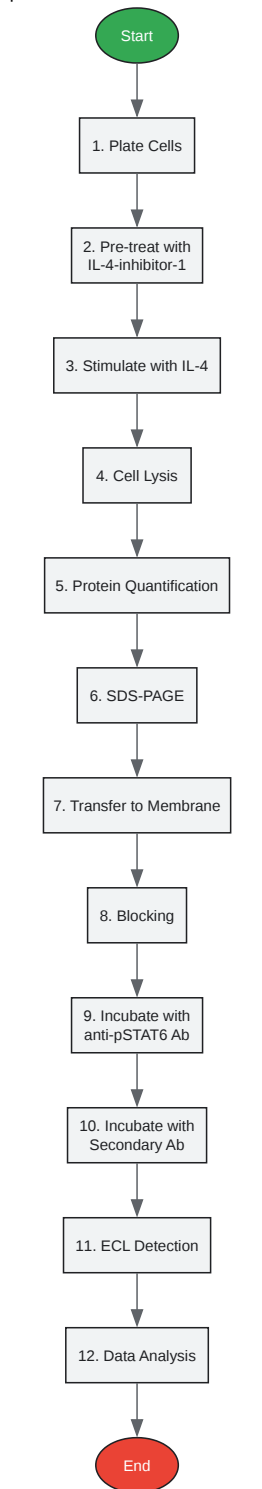 Start
1. Plate Cells
2. Pre-treat with
IL-4-inhibitor-1
3. Stimulate with IL-4
4. Cell Lysis
5. Protein Quantification
6. SDS-PAGE
7. Transfer to Membrane
8. Blocking
9. Incubate with
anti-pSTAT6 Ab
10. Incubate with
Secondary Ab
11. ECL Detection
12. Data Analysis
End